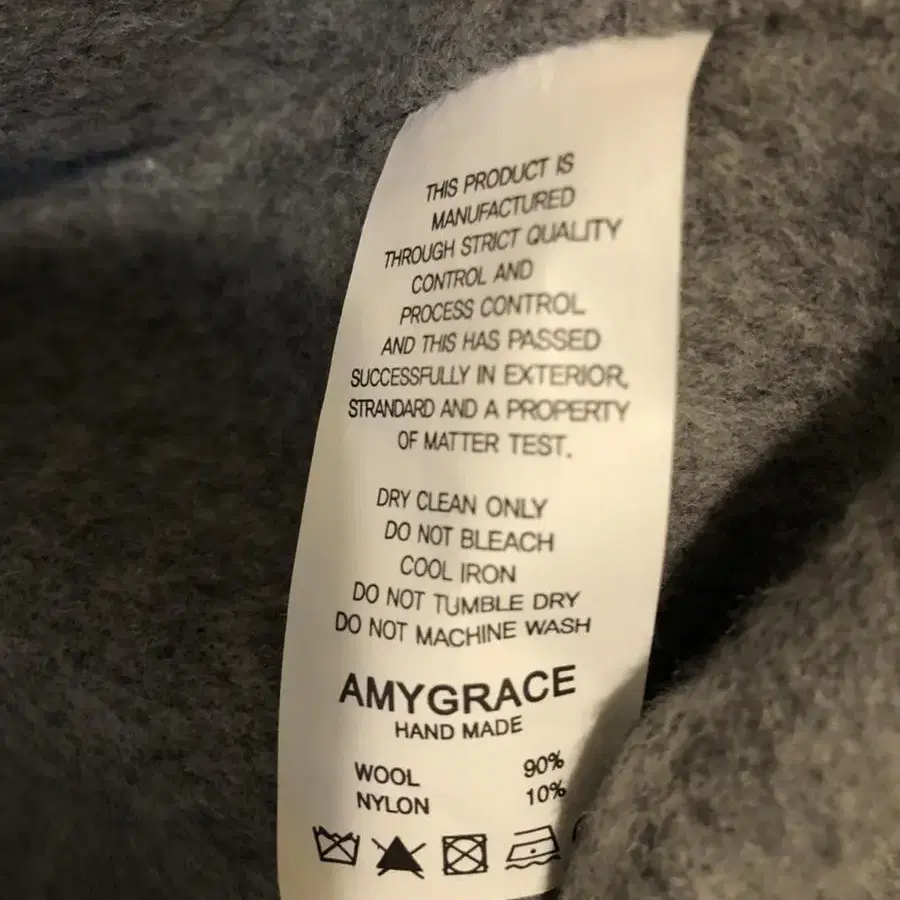 THIS PRODUCT IS
MANUFACTURED
THROUGH STRICT QUALITY
CONTROL AND
PROCESS CONTROL
AND THIS HAS PASSED
SUCCESSFULLY IN EXTERIOR,
STRANDARD AND A PROPERTY
OF MATTER TEST.
DRY CLEAN ONLY
DO NOT BLEACH
COOL IRON
DO NOT TUMBLE DRY
DO NOT MACHINE WASH
AMYGRACE
HAND MADE
WOOL 90%
NYLON 10%